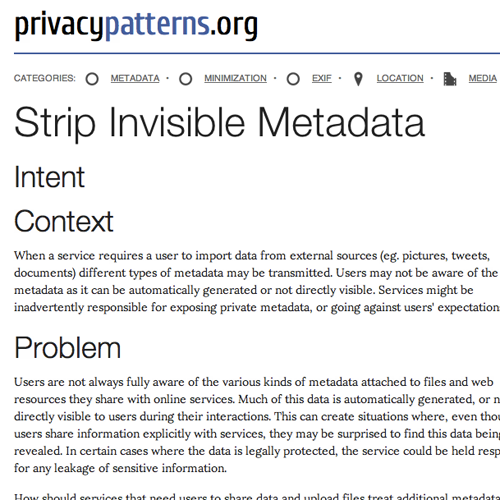 privacypatterns.org
CATEGORIES: METADATA · MINIMIZATION · EXIF · LOCATION · MEDIA
Strip Invisible Metadata
Intent
Context
When a service requires a user to import data from external sources (eg. pictures, tweets,
documents) different types of metadata may be transmitted. Users may not be aware of the
metadata as it can be automatically generated or not directly visible. Services might be
inadvertently responsible for exposing private metadata, or going against users' expectation
Problem
Users are not always fully aware of the various kinds of metadata attached to files and web
resources they share with online services. Much of this data is automatically generated, or n
directly visible to users during their interactions. This can create situations where, even thou
users share information explicitly with services, they may be surprised to find this data being
revealed. In certain cases where the data is legally protected, the service could be held resp
for any leakage of sensitive information.
How should services that need users to share data and upload files treat additional metadata